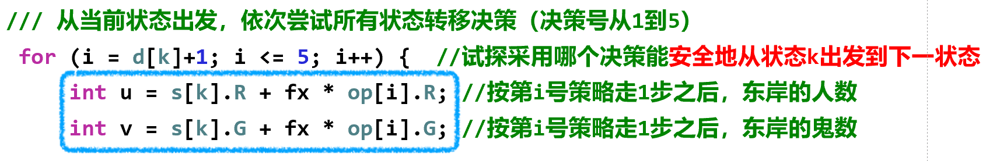 /// 从当前状态出发，依次尝试所有状态转移决策（决策号从1到5）
for (i = d[k]+1; i <= 5; i++) { //试探采用哪个决策能安全地从状态k出发到下一状态
int u = s[k].R + fx * op[i].R; //按第i号策略走1步之后，东岸的人数
int v = s[k].G + fx * op[i].G; //按第i号策略走1步之后，东岸的鬼数